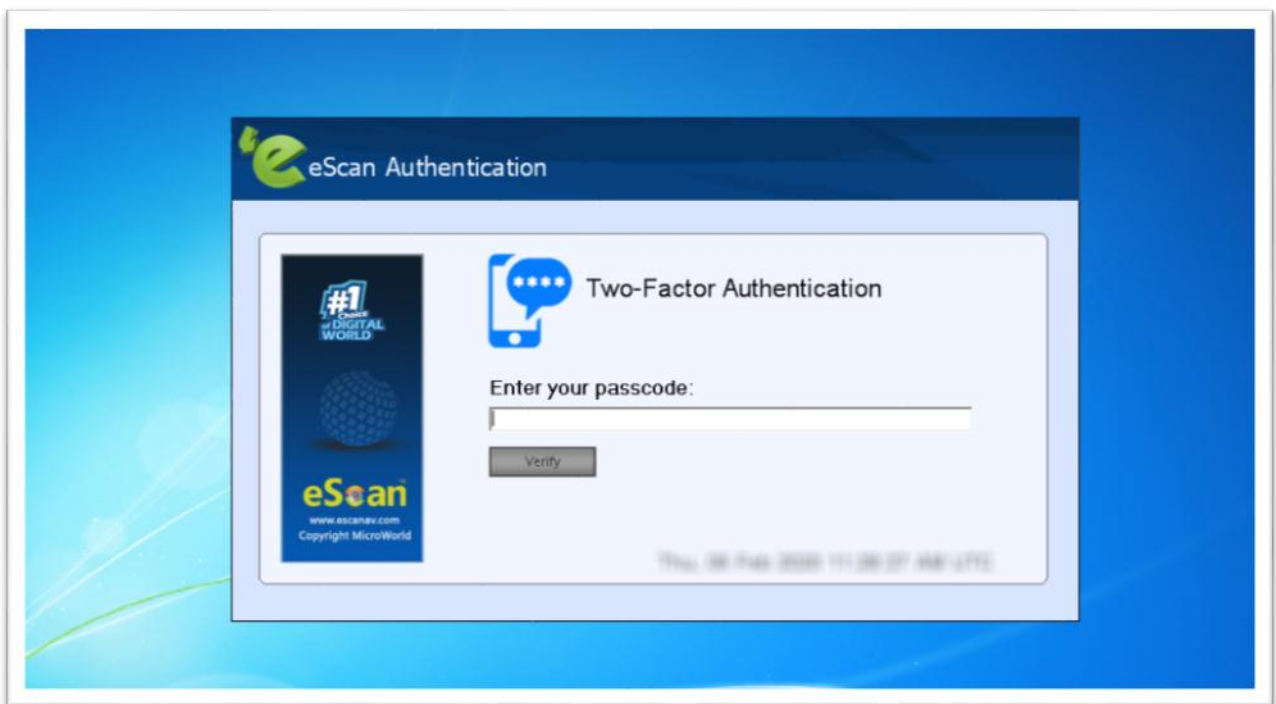 eScan Authentication
#1
Choice
of DIGITAL
WORLD
eScan
www.escanav.com
Copyright MicroWorld
****
Two-Factor Authentication
Enter your passcode:
Verify